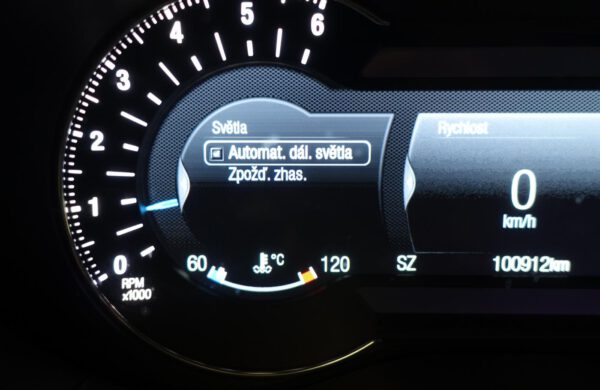 6
5
4
3
2
1
0
RPM
x1000
Světla
Automat. dál. světla
Zpožď. zhas.
60
°C
120
Rychlost
0
km/h
SZ
100912km